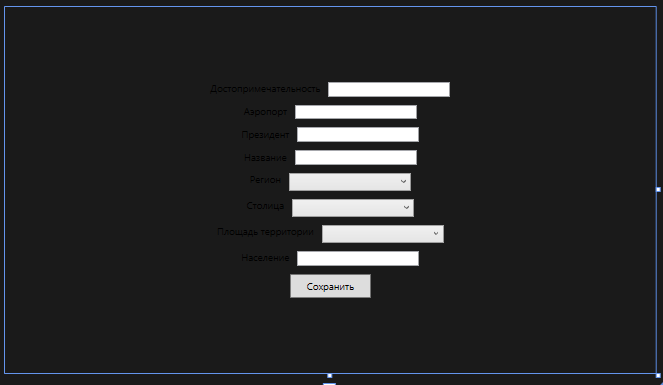 Достопримечательность
Аэропорт
Президент
Название
Регион
Столица
Площадь территории
Население
Сохранить